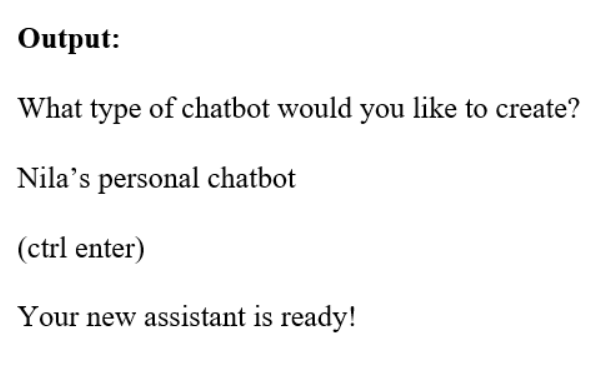 Output:
What type of chatbot would you like to create?
Nila’s personal chatbot
(ctrl enter)
Your new assistant is ready!